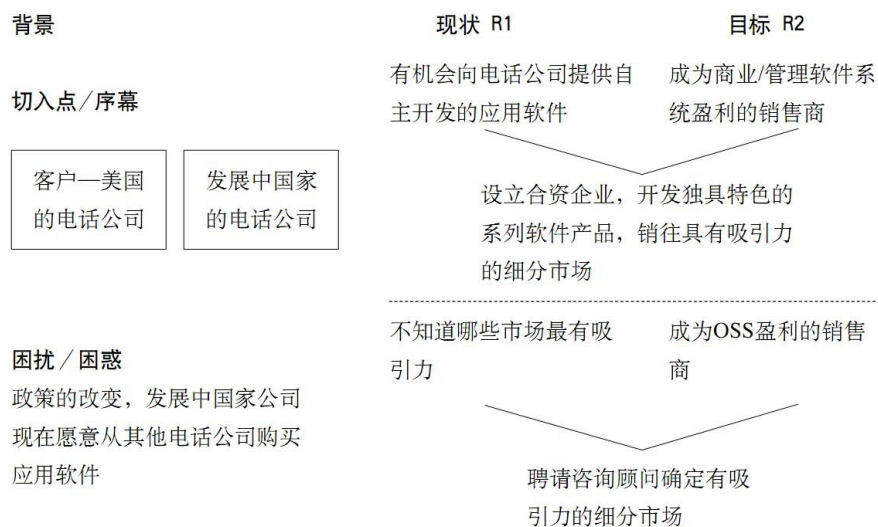 背景
现状 R1
目标 R2
切入点/序幕
客户—美国
的电话公司
发展中国家
的电话公司
有机会向电话公司提供自
主开发的应用软件
成为商业/管理软件系
统盈利的销售商
设立合资企业，开发独具特色的
系列软件产品，销往具有吸引力
的细分市场
困扰/困惑
政策的改变，发展中国家公司
现在愿意从其他电话公司购买
应用软件
不知道哪些市场最有吸
引力
成为OSS盈利的销售
商
聘请咨询顾问确定有吸
引力的细分市场